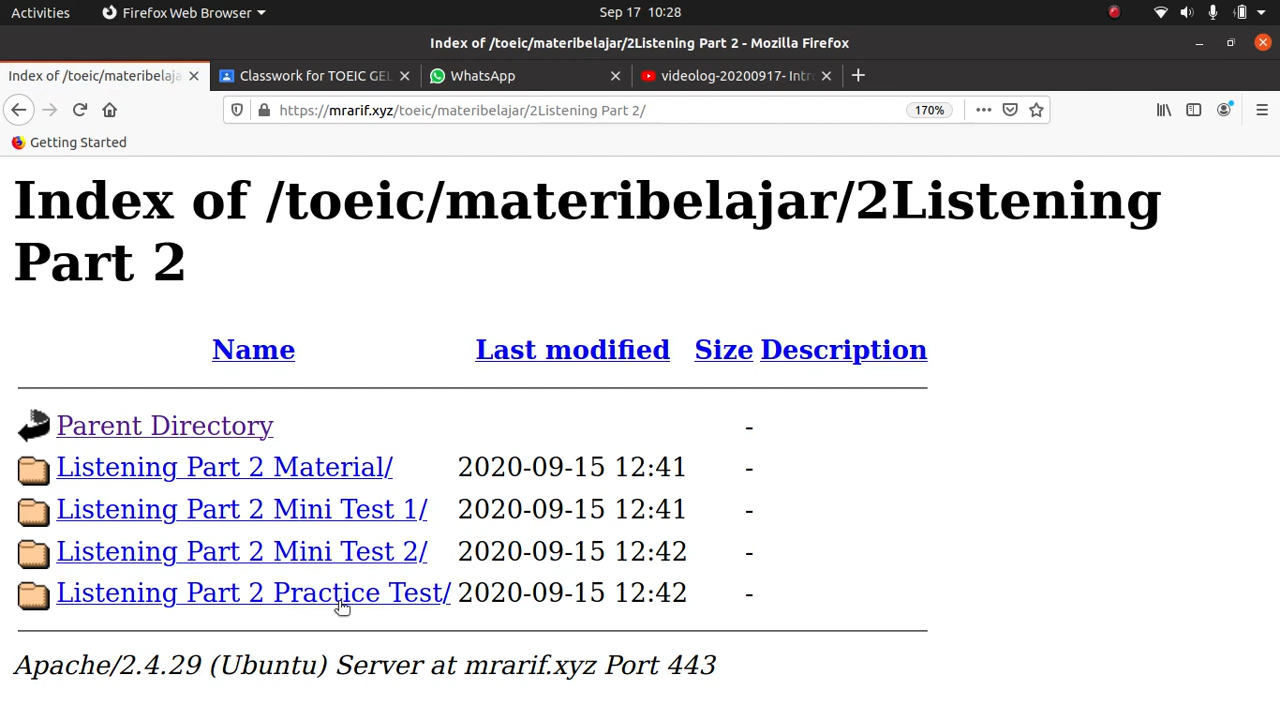 Activities Firefox Web Browser Sep 17 10:28
Index of /toeic/materibelajar/2Listening Part 2 - Mozilla Firefox
Index of /toeic/materibelaja Classwork for TOEIC GEL WhatsApp videolog-20200917- Intr
https://mrarif.xyz/toeic/materibelajar/2Listening Part 2/ 170%
Getting Started
Index of /toeic/materibelajar/2Listening
Part 2
Name Last modified Size Description
Parent Directory -
Listening Part 2 Material/ 2020-09-15 12:41 -
Listening Part 2 Mini Test 1/ 2020-09-15 12:41 -
Listening Part 2 Mini Test 2/ 2020-09-15 12:42 -
Listening Part 2 Practice Test/ 2020-09-15 12:42 -
Apache/2.4.29 (Ubuntu) Server at mrarif.xyz Port 443